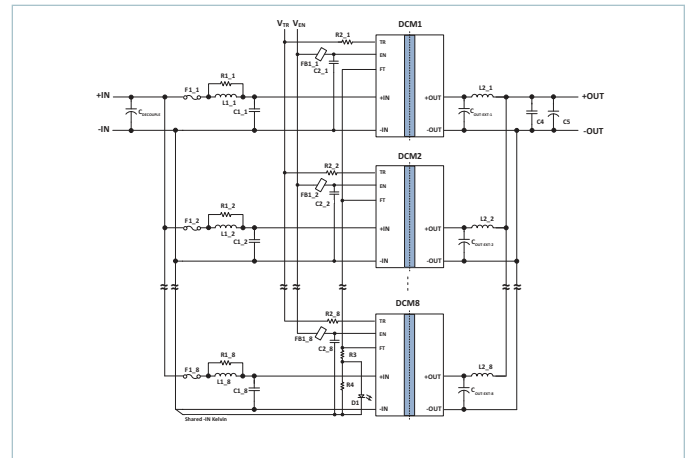 V_TR V_EN
DCM1
R2_1
TR
FB1_1
EN
C2_1
FT
R1_1
F1_1
L1_1
L2_1
+IN
+IN
+OUT
+OUT
C_DECOUPLE
C1_1
C_OUT-EXT-1
C4
C5
-IN
-IN
-OUT
-OUT
DCM2
R2_2
TR
FB1_2
EN
C2_2
FT
R1_2
F1_2
L1_2
L2_2
+IN
+OUT
C1_2
C_OUT-EXT-2
-IN
-OUT
DCM8
R2_8
TR
FB1_8
EN
C2_8
FT
R3
R1_8
F1_8
L1_8
L2_8
+IN
+OUT
C1_8
R4
C_OUT-EXT-8
D1
-IN
-OUT
Shared -IN Kelvin